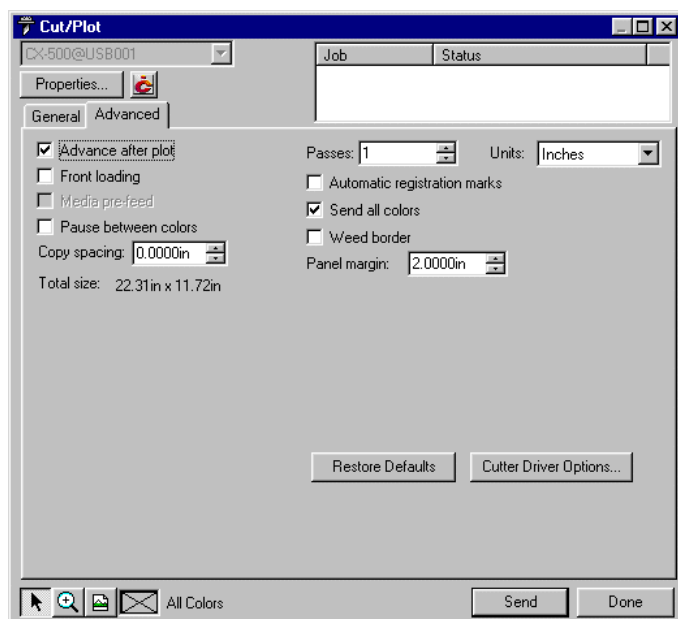 Cut/Plot
CX-500@USB001
Job Status
Properties...
General Advanced
Advance after plot
Front loading
Media pre-feed
Pause between colors
Copy spacing: 0.0000in
Total size: 22.31in x 11.72in
Passes: 1 Units: Inches
Automatic registration marks
Send all colors
Weed border
Panel margin: 2.0000in
Restore Defaults Cutter Driver Options...
All Colors Send Done